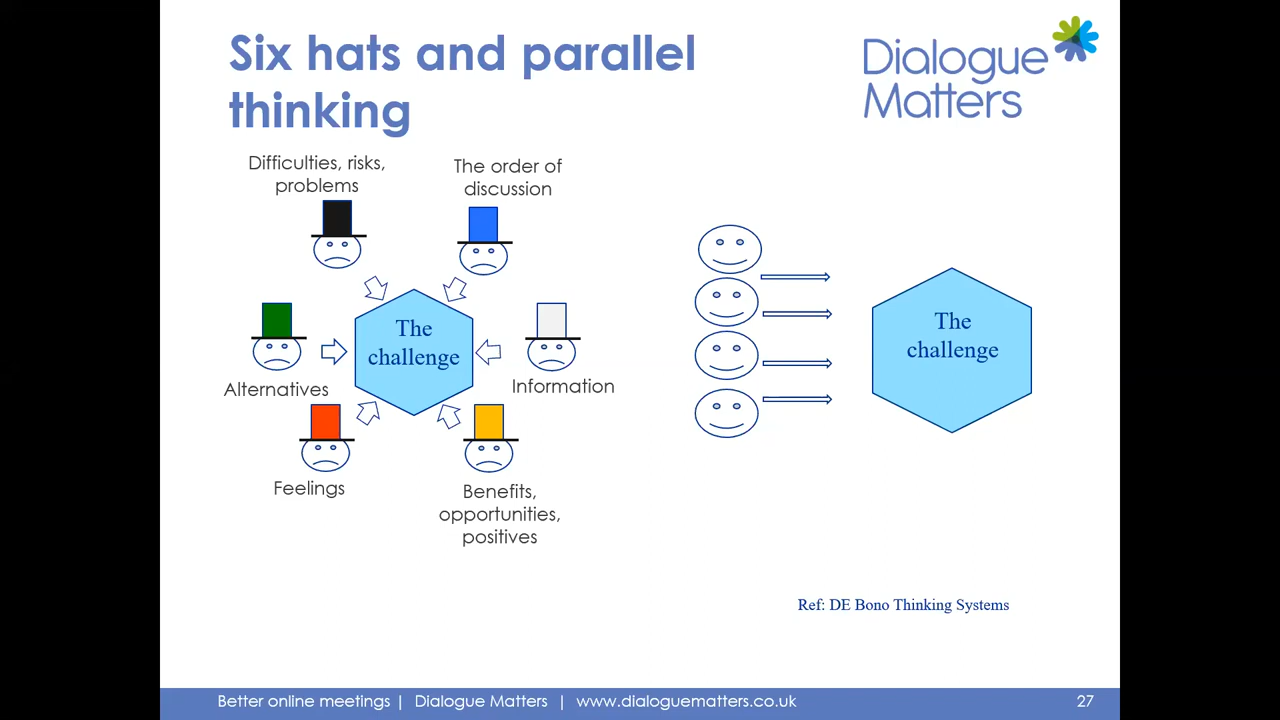 Six hats and parallel
thinking
Dialogue
Matters
Difficulties, risks,
problems
The order of
discussion
The
challenge
Alternatives
Information
Feelings
Benefits,
opportunities,
positives
The
challenge
Ref: DE Bono Thinking Systems
Better online meetings | Dialogue Matters | www.dialoguematters.co.uk
27